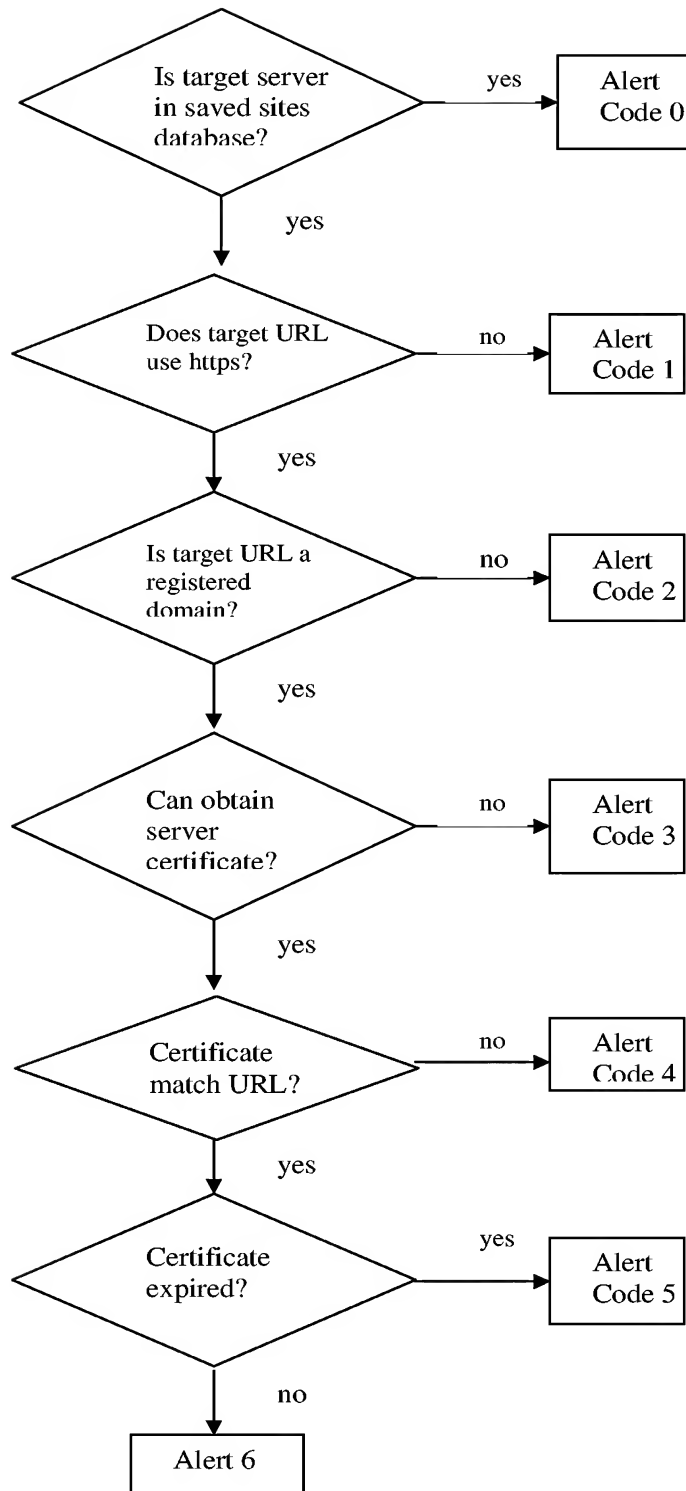 Is target server
in saved sites
database?
yes
Alert
Code 0
yes
Does target URL
use https?
no
Alert
Code 1
yes
Is target URL a
registered
domain?
no
Alert
Code 2
yes
Can obtain
server
certificate?
no
Alert
Code 3
yes
Certificate
match URL?
no
Alert
Code 4
yes
Certificate
expired?
yes
Alert
Code 5
no
Alert 6